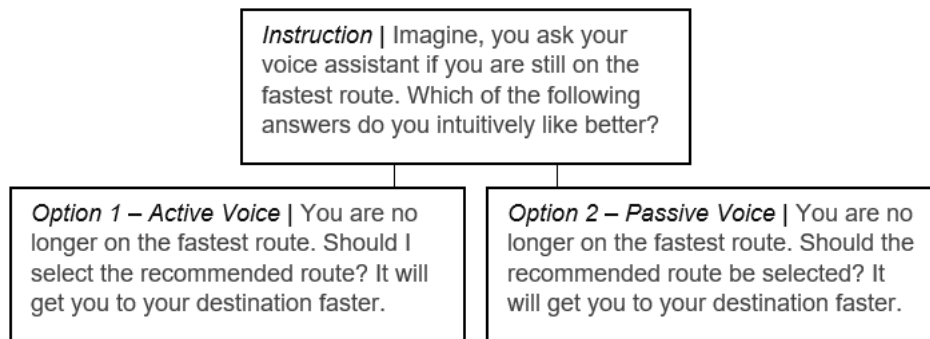 Instruction | Imagine, you ask your
voice assistant if you are still on the
fastest route. Which of the following
answers do you intuitively like better?
Option 1 – Active Voice | You are no
longer on the fastest route. Should I
select the recommended route? It will
get you to your destination faster.
Option 2 – Passive Voice | You are no
longer on the fastest route. Should the
recommended route be selected? It
will get you to your destination faster.